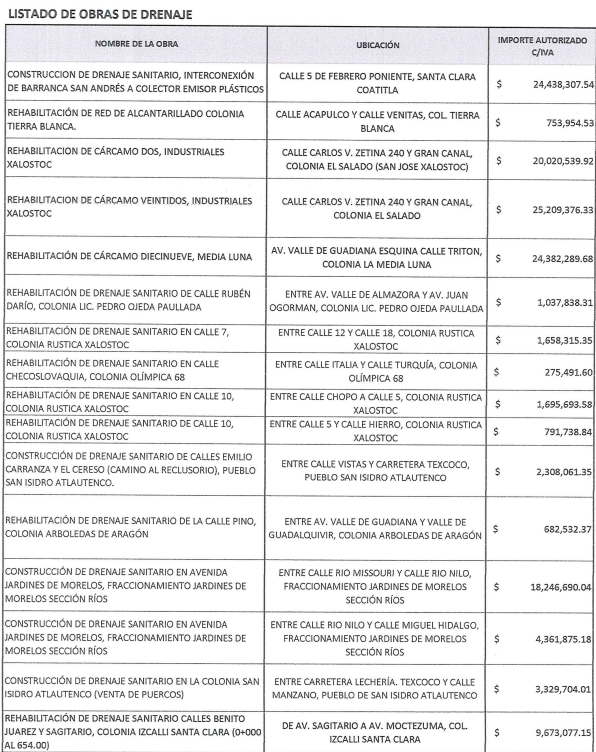 LISTADO DE OBRAS DE DRENAJE
NOMBRE DE LA OBRA
UBICACIÓN
IMPORTE AUTORIZADO
C/IVA
CONSTRUCCION DE DRENAJE SANITARIO, INTERCONEXIÓN
DE BARRANCA SAN ANDRÉS A COLECTOR EMISOR PLÁSTICOS
CALLE 5 DE FEBRERO PONIENTE, SANTA CLARA
COATITLA
$ 24,438,307.54
REHABILITACIÓN DE RED DE ALCANTARILLADO COLONIA
TIERRA BLANCA.
CALLE ACAPULCO Y CALLE VENITAS, COL. TIERRA
BLANCA
$ 753,954.53
REHABILITACION DE CÁRCAMO DOS, INDUSTRIALES
XALOSTOC
CALLE CARLOS V. ZETINA 240 Y GRAN CANAL,
COLONIA EL SALADO (SAN JOSE XALOSTOC)
$ 20,020,539.92
REHABILITACION DE CÁRCAMO VEINTIDOS, INDUSTRIALES
XALOSTOC
CALLE CARLOS V. ZETINA 240 Y GRAN CANAL,
COLONIA EL SALADO
$ 25,209,376.33
REHABILITACIÓN DE CÁRCAMO DIECINUEVE, MEDIA LUNA
AV. VALLE DE GUADIANA ESQUINA CALLE TRITON,
COLONIA LA MEDIA LUNA
$ 24,382,289.68
REHABILITACIÓN DE DRENAJE SANITARIO DE CALLE RUBÉN
DARÍO, COLONIA LIC. PEDRO OJEDA PAULLADA
ENTRE AV. VALLE DE ALMAZORA Y AV. JUAN
OGORMAN, COLONIA LIC. PEDRO OJEDA PAULLADA
$ 1,037,838.31
REHABILITACIÓN DE DRENAJE SANITARIO EN CALLE 7,
COLONIA RUSTICA XALOSTOC
ENTRE CALLE 12 Y CALLE 18, COLONIA RUSTICA
XALOSTOC
$ 1,658,315.35
REHABILITACIÓN DE DRENAJE SANITARIO EN CALLE
CHECOSLOVAQUIA, COLONIA OLÍMPICA 68
ENTRE CALLE ITALIA Y CALLE TURQUÍA, COLONIA
OLÍMPICA 68
$ 275,491.60
REHABILITACIÓN DE DRENAJE SANITARIO EN CALLE 10,
COLONIA RUSTICA XALOSTOC
ENTRE CALLE CHOPO A CALLE 5, COLONIA RUSTICA
XALOSTOC
$ 1,695,693.58
REHABILITACIÓN DE DRENAJE SANITARIO DE CALLE 10,
COLONIA RUSTICA XALOSTOC
ENTRE CALLE 5 Y CALLE HIERRO, COLONIA RUSTICA
XALOSTOC
$ 791,738.84
CONSTRUCCIÓN DE DRENAJE SANITARIO DE CALLES EMILIO
CARRANZA Y EL CERESO (CAMINO AL RECLUSORIO), PUEBLO
SAN ISIDRO ATLAUTENCO.
ENTRE CALLE VISTAS Y CARRETERA TEXCOCO,
PUEBLO SAN ISIDRO ATLAUTENCO
$ 2,308,061.35
REHABILITACIÓN DE DRENAJE SANITARIO DE LA CALLE PINO,
COLONIA ARBOLEDAS DE ARAGÓN
ENTRE AV. VALLE DE GUADIANA Y VALLE DE
GUADALQUIVIR, COLONIA ARBOLEDAS DE ARAGÓN
$ 682,532.37
CONSTRUCCIÓN DE DRENAJE SANITARIO EN AVENIDA
JARDINES DE MORELOS, FRACCIONAMIENTO JARDINES DE
MORELOS SECCIÓN RÍOS
ENTRE CALLE RIO MISSOURI Y CALLE RIO NILO,
FRACCIONAMIENTO JARDINES DE MORELOS
SECCIÓN RÍOS
$ 18,246,690.04
CONSTRUCCIÓN DE DRENAJE SANITARIO EN AVENIDA
JARDINES DE MORELOS, FRACCIONAMIENTO JARDINES DE
MORELOS SECCIÓN RÍOS
ENTRE CALLE RIO NILO Y CALLE MIGUEL HIDALGO,
FRACCIONAMIENTO JARDINES DE MORELOS
SECCIÓN RÍOS
$ 4,361,875.18
CONSTRUCCIÓN DE DRENAJE SANITARIO EN LA COLONIA SAN
ISIDRO ATLAUTENCO (VENTA DE PUERCOS)
ENTRE CARRETERA LECHERÍA. TEXCOCO Y CALLE
MANZANO, PUEBLO DE SAN ISIDRO ATLAUTENCO
$ 3,329,704.01
REHABILITACIÓN DE DRENAJE SANITARIO CALLES BENITO
JUAREZ Y SAGITARIO, COLONIA IZCALLI SANTA CLARA (0+000
AL 654.00)
DE AV. SAGITARIO A AV. MOCTEZUMA, COL.
IZCALLI SANTA CLARA
$ 9,673,077.15